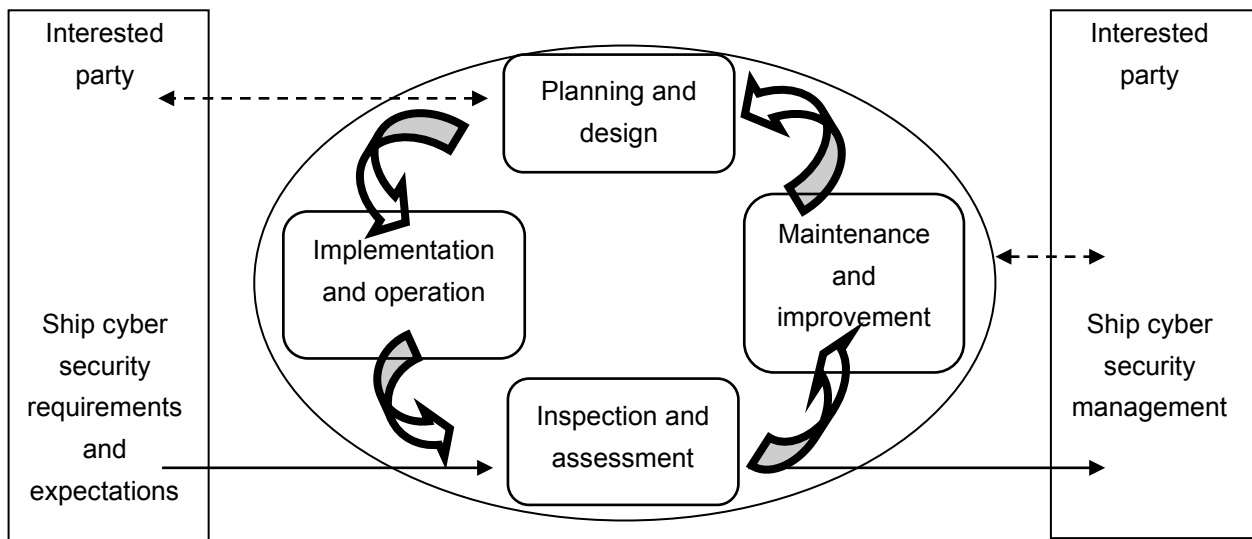 Interested
party
Ship cyber
security
requirements
and
expectations
Planning and
design
Implementation
and operation
Maintenance
and
improvement
Inspection and
assessment
Interested
party
Ship cyber
security
management